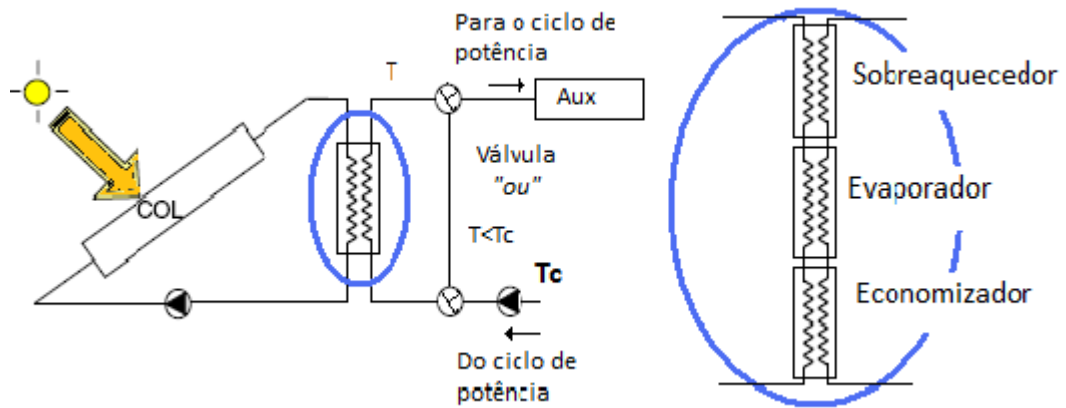 Para o ciclo de
potência
T
Aux
COL
Válvula
"ou"
T<Tc
Tc
Do ciclo de
potência
Sobreaquecedor
Evaporador
Economizador